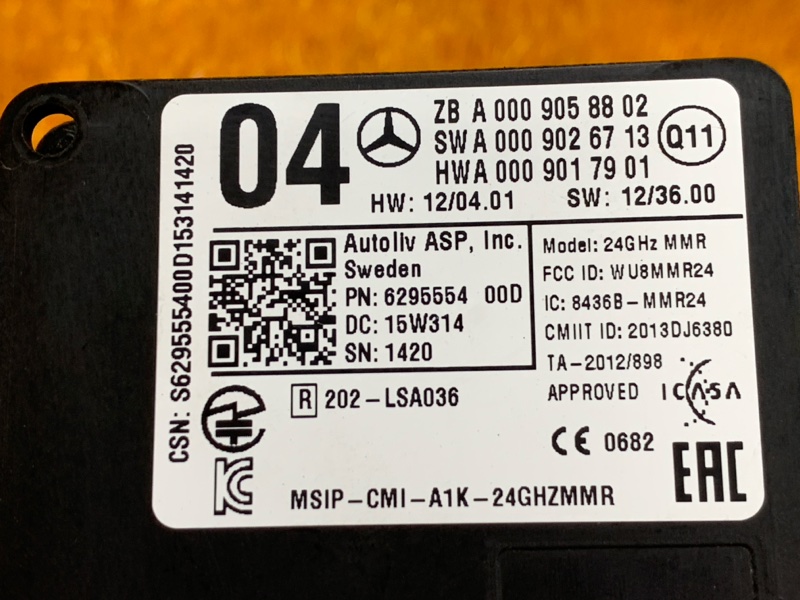 04
ZB A 000 905 88 02
SW A 000 902 67 13
HW A 000 901 79 01
Q11
HW: 12/04.01 SW: 12/36.00
CSN: S629555400D153141420
Autoliv ASP, Inc.
Sweden
PN: 6295554 00D
DC: 15W314
SN: 1420
Model: 24GHz MMR
FCC ID: WU8MMR24
IC: 8436B-MMR24
CMIIT ID: 2013DJ6380
TA-2012/898
APPROVED ICASA
R 202-LSA036
CE 0682
EAC
KC
MSIP-CMI-A1K-24GHZMMR